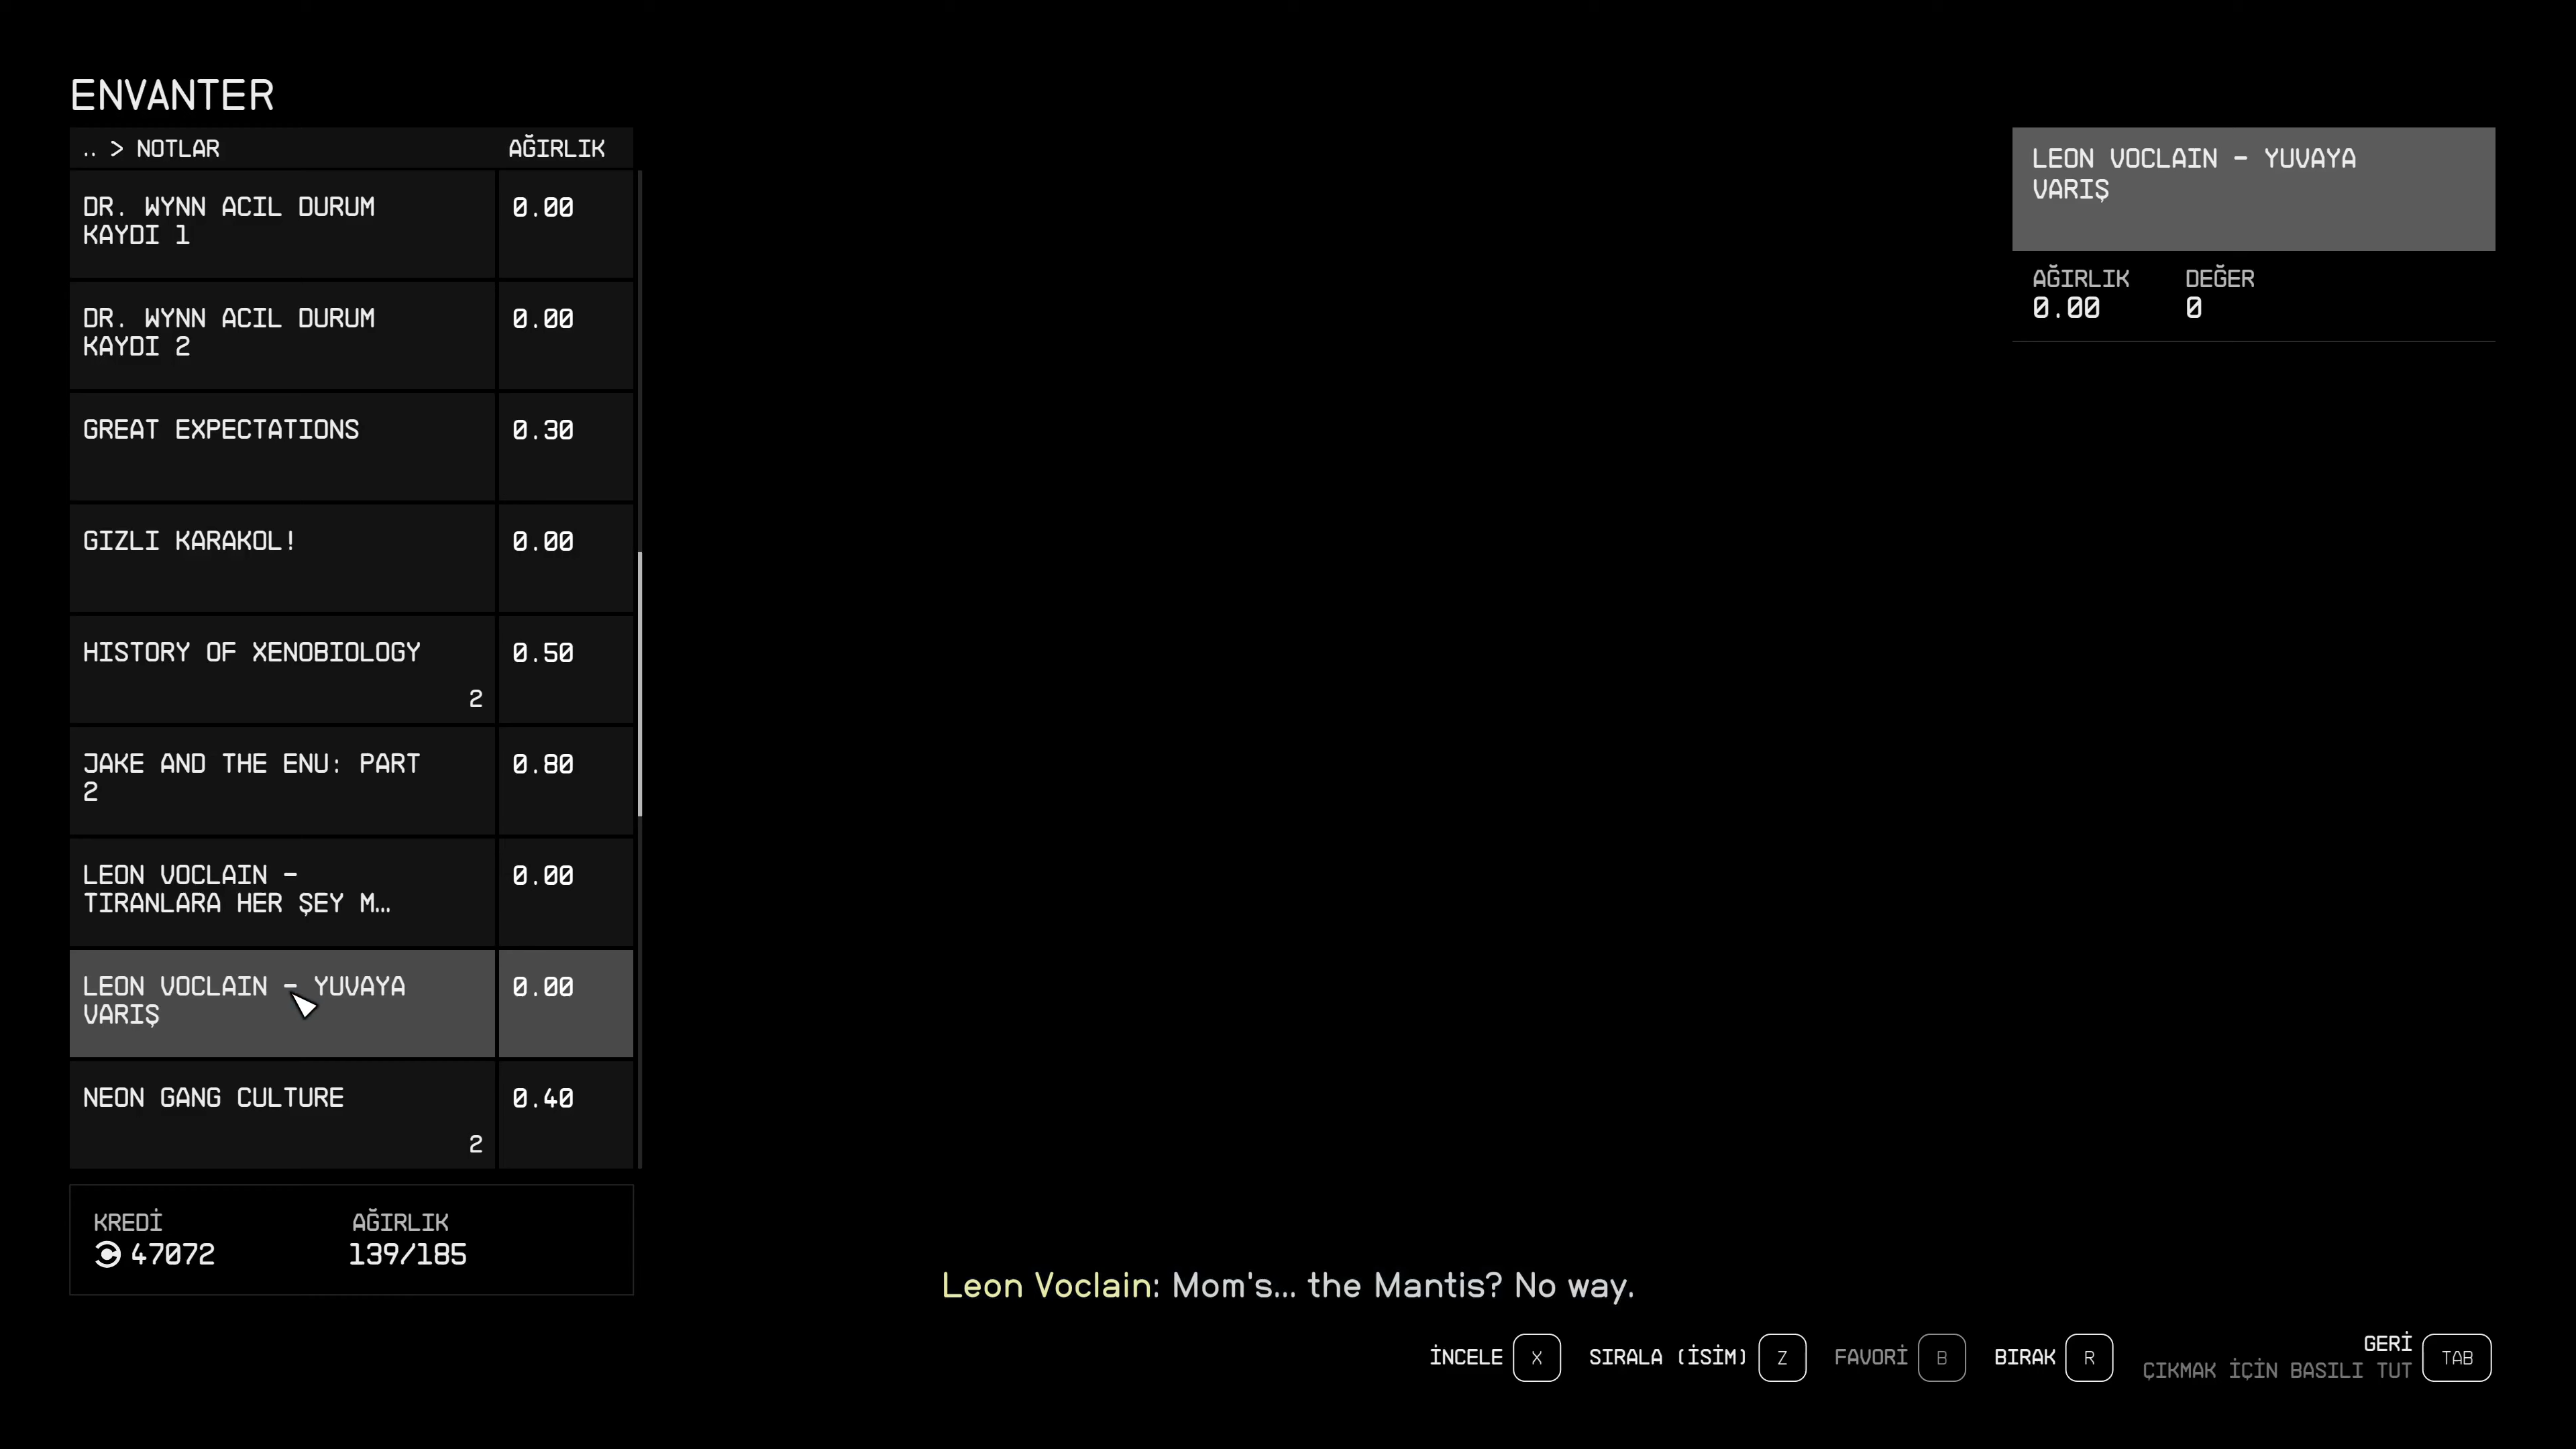 ENVANTER
.. > NOTLAR AĞIRLIK
DR. WYNN ACIL DURUM
KAYDI 1
0.00
DR. WYNN ACIL DURUM
KAYDI 2
0.00
GREAT EXPECTATIONS
0.30
GIZLI KARAKOL!
0.00
HISTORY OF XENOBIOLOGY
2
0.50
JAKE AND THE ENU: PART
2
0.80
LEON VOCLAIN –
TIRANLARA HER ŞEY M...
0.00
LEON VOCLAIN – YUVAYA
VARIŞ
0.00
NEON GANG CULTURE
2
0.40
KREDİ
47072
AĞIRLIK
139/185
LEON VOCLAIN – YUVAYA
VARIŞ
AĞIRLIK DEĞER
0.00 0
Leon Voclain: Mom's... the Mantis? No way.
İNCELE X
SIRALA (İSİM) Z
FAVORİ B
BIRAK R
GERİ
ÇIKMAK İÇİN BASILI TUT
TAB